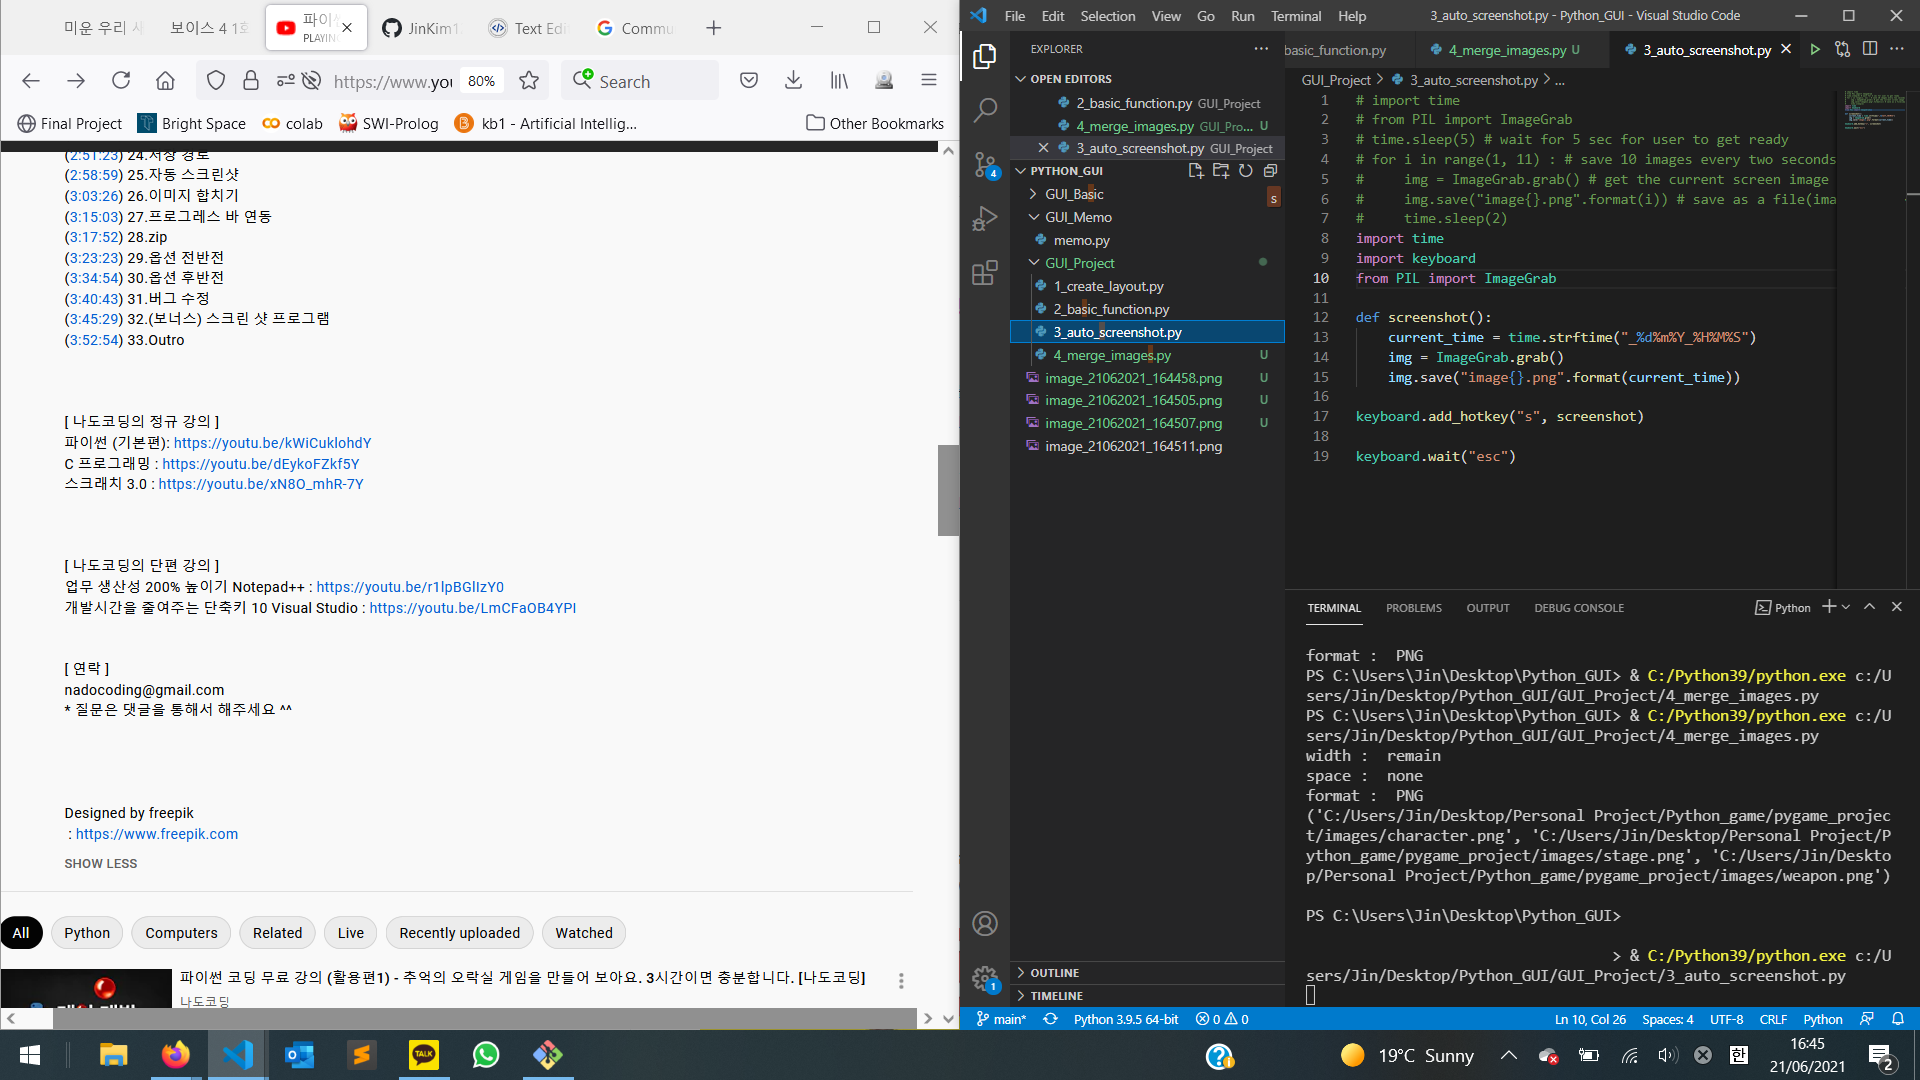 미운 우리 새
보이스 4 1회
파이썬
PLAYIN
JinKim1
Text Edi
Commu
https://www.yo
80%
Search
Final Project
Bright Space
colab
SWI-Prolog
kb1 - Artificial Intellig...
Other Bookmarks
(2:51:23) 24.저장 경로
(2:58:59) 25.자동 스크린샷
(3:03:26) 26.이미지 합치기
(3:15:03) 27.프로그레스 바 연동
(3:17:52) 28.zip
(3:23:23) 29.옵션 전반전
(3:34:54) 30.옵션 후반전
(3:40:43) 31.버그 수정
(3:45:29) 32.(보너스) 스크린 샷 프로그램
(3:52:54) 33.Outro
[ 나도코딩의 정규 강의 ]
파이썬 (기본편): https://youtu.be/kWiCuklohdY
C 프로그래밍 : https://youtu.be/dEykoFZkf5Y
스크래치 3.0 : https://youtu.be/xN8O_mhR-7Y
[ 나도코딩의 단편 강의 ]
업무 생산성 200% 높이기 Notepad++ : https://youtu.be/r1lpBGlIzY0
개발시간을 줄여주는 단축키 10 Visual Studio : https://youtu.be/LmCFaOB4YPI
[ 연락 ]
nadocoding@gmail.com
* 질문은 댓글을 통해서 해주세요 ^^
Designed by freepik
: https://www.freepik.com
SHOW LESS
All
Python
Computers
Related
Live
Recently uploaded
Watched
파이썬 코딩 무료 강의 (활용편1) - 추억의 오락실 게임을 만들어 보아요. 3시간이면 충분합니다. [나도코딩]
나도코딩
File Edit Selection View Go Run Terminal Help
3_auto_screenshot.py - Python_GUI - Visual Studio Code
EXPLORER
OPEN EDITORS
2_basic_function.py GUI_Project
4_merge_images.py GUI_Pro... U
3_auto_screenshot.py GUI_Project
PYTHON_GUI
GUI_Basic
s
GUI_Memo
memo.py
GUI_Project
1_create_layout.py
2_basic_function.py
3_auto_screenshot.py
4_merge_images.py U
image_21062021_164458.png U
image_21062021_164505.png U
image_21062021_164507.png U
image_21062021_164511.png
OUTLINE
TIMELINE
4
1
basic_function.py
4_merge_images.py U
3_auto_screenshot.py
GUI_Project > 3_auto_screenshot.py > ...
1 # import time
2 # from PIL import ImageGrab
3 # time.sleep(5) # wait for 5 sec for user to get ready
4 # for i in range(1, 11) : # save 10 images every two seconds
5 #     img = ImageGrab.grab() # get the current screen image
6 #     img.save("image{}.png".format(i)) # save as a file(ima
7 #     time.sleep(2)
8 import time
9 import keyboard
10 from PIL import ImageGrab
11
12 def screenshot():
13     current_time = time.strftime("_%d%m%Y_%H%M%S")
14     img = ImageGrab.grab()
15     img.save("image{}.png".format(current_time))
16
17 keyboard.add_hotkey("s", screenshot)
18
19 keyboard.wait("esc")
TERMINAL PROBLEMS OUTPUT DEBUG CONSOLE
Python
format :  PNG
PS C:\Users\Jin\Desktop\Python_GUI> & C:/Python39/python.exe c:/U
sers/Jin/Desktop/Python_GUI/GUI_Project/4_merge_images.py
PS C:\Users\Jin\Desktop\Python_GUI> & C:/Python39/python.exe c:/U
sers/Jin/Desktop/Python_GUI/GUI_Project/4_merge_images.py
width :  remain
space :  none
format :  PNG
('C:/Users/Jin/Desktop/Personal Project/Python_game/pygame_projec
t/images/character.png', 'C:/Users/Jin/Desktop/Personal Project/P
ython_game/pygame_project/images/stage.png', 'C:/Users/Jin/Deskto
p/Personal Project/Python_game/pygame_project/images/weapon.png')
PS C:\Users\Jin\Desktop\Python_GUI>
> & C:/Python39/python.exe c:/U
sers/Jin/Desktop/Python_GUI/GUI_Project/3_auto_screenshot.py
main*
Python 3.9.5 64-bit
0 0
Ln 10, Col 26
Spaces: 4
UTF-8
CRLF
Python
TALK
19°C Sunny
한
16:45
21/06/2021
2